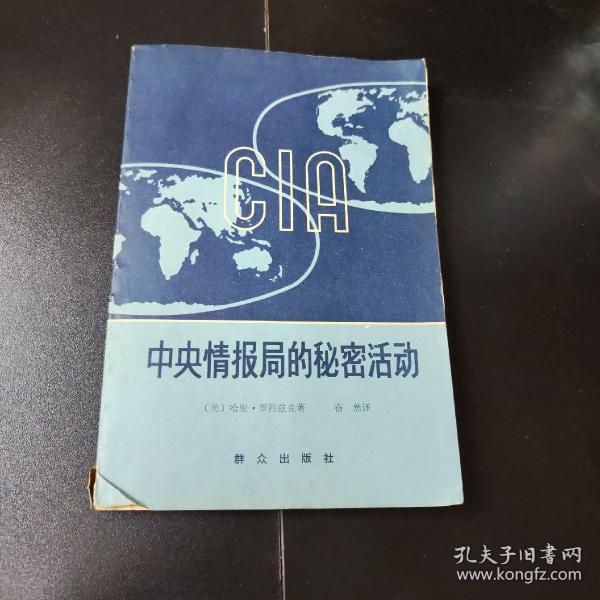 CIA
中央情报局的秘密活动
〔美〕哈里·罗西兹克著 奋 然译
群众出版社
孔夫子旧書网
www.kongfz.com